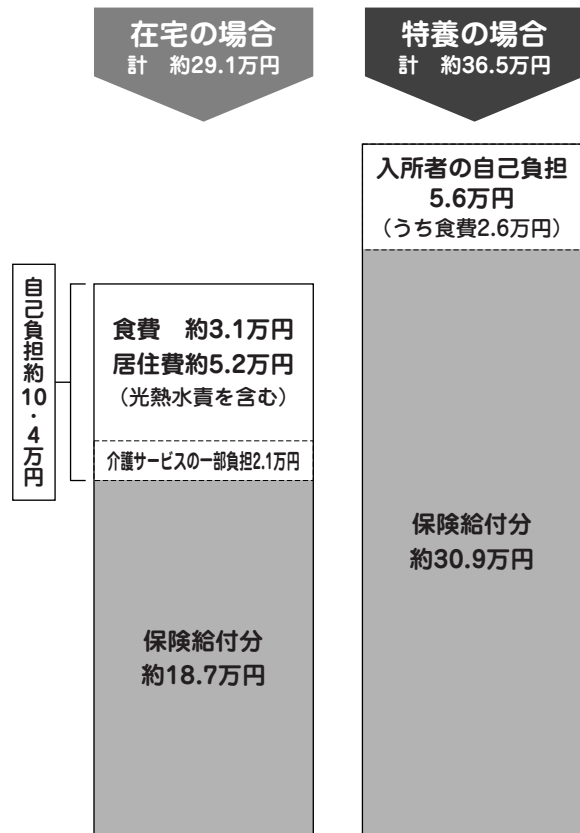 在宅の場合
計　約29.1万円
特養の場合
計　約36.5万円
入所者の自己負担
5.6万円
（うち食費2.6万円）
自己負担約10・4万円
食費　約3.1万円
居住費約5.2万円
（光熱水責を含む）
介護サービスの一部負担2.1万円
保険給付分
約18.7万円
保険給付分
約30.9万円